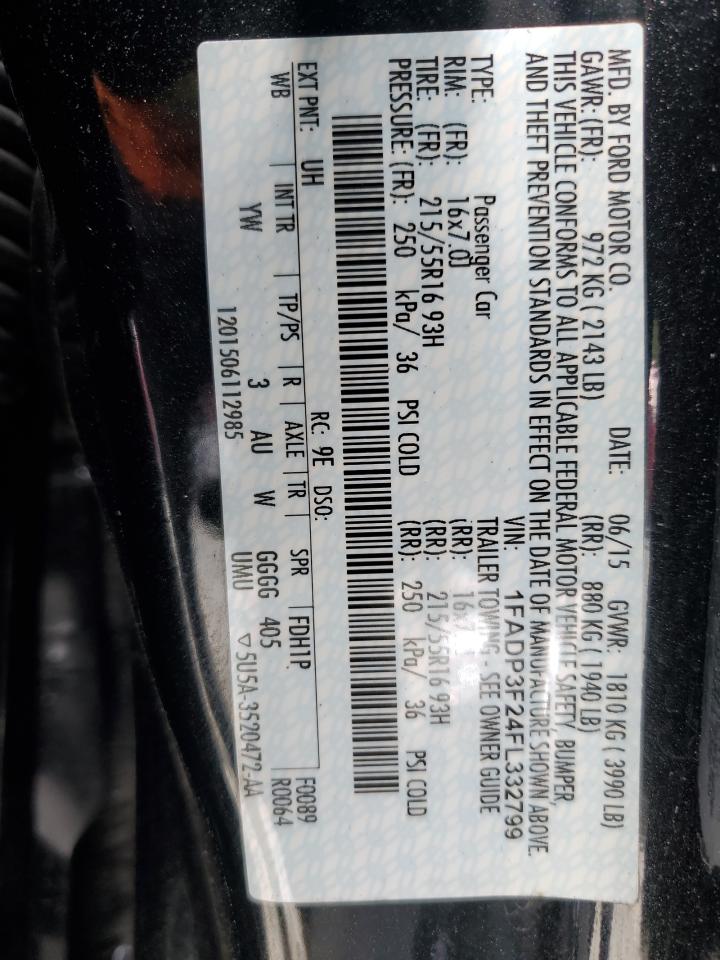 MFD. BY FORD MOTOR CO. DATE: 06/15 GVWR: 1810 KG ( 3990 LB)
GAWR: (FR): 972 KG ( 2143 LB) (RR): 880 KG ( 1940 LB)
THIS VEHICLE CONFORMS TO ALL APPLICABLE FEDERAL MOTOR VEHICLE SAFETY, BUMPER,
AND THEFT PREVENTION STANDARDS IN EFFECT ON THE DATE OF MANUFACTURE SHOWN ABOVE.
VIN: 1FADP3F24FL332799
TYPE: Passenger Car TRAILER TOWING - SEE OWNER GUIDE
RIM: (FR): 16x7.0J (RR):
TIRE: (FR): 215/55R16 93H (RR): 215/55R16 93H
PRESSURE: (FR): 250 kPa/ 36 PSI COLD (RR): 250 kPa/ 36 PSI COLD
EXT PNT: UH RC: 9E DSO: FDH1P F0089
WB INT TR TP/PS R AXLE TR SPR R0064
YW 3 AU W GGGG 405
UMU ▽5U5A-3520472-AA
1201506112985